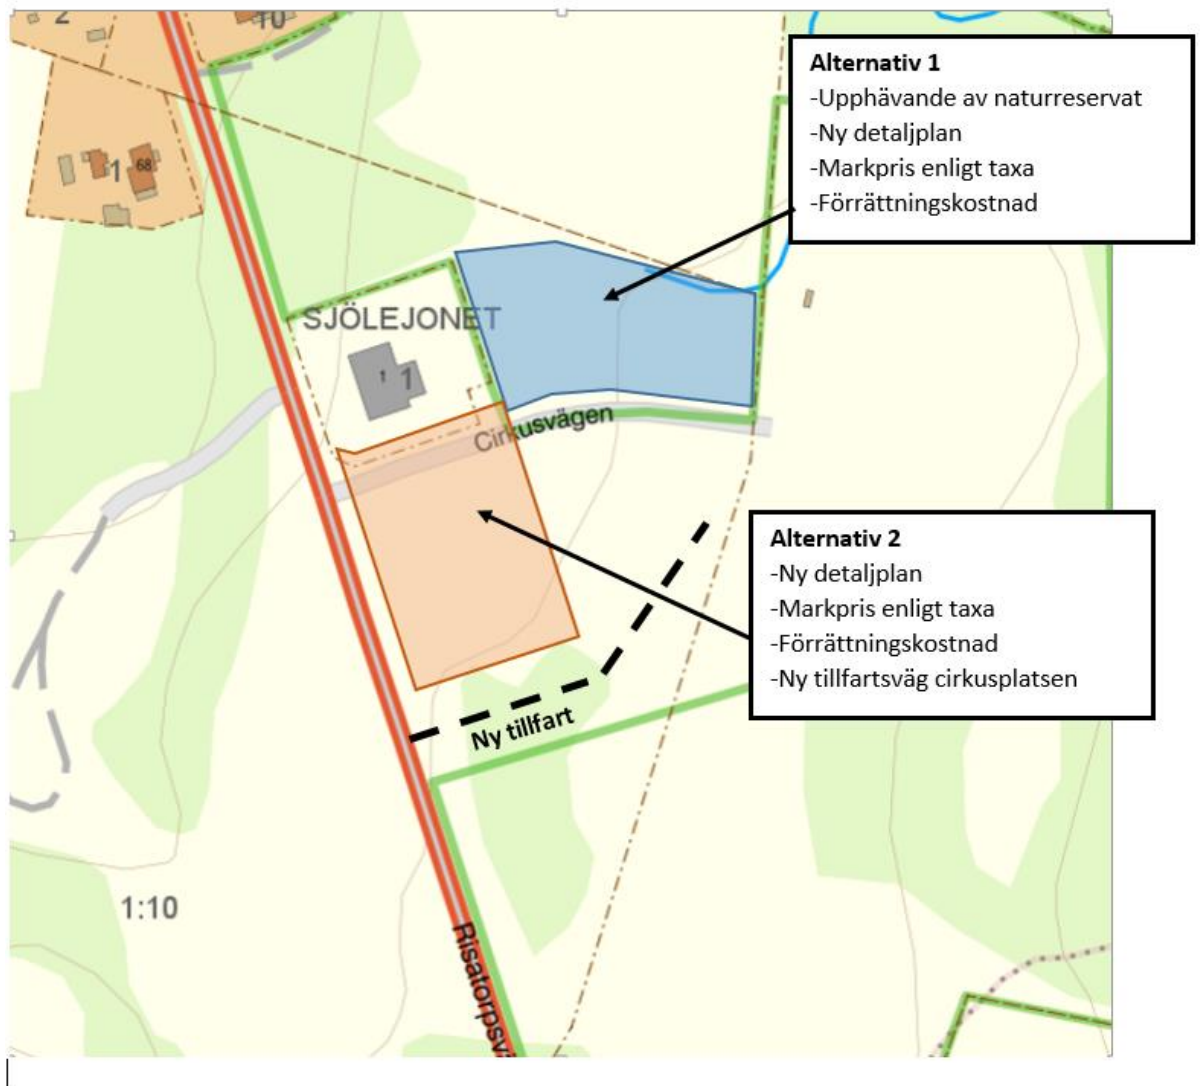 2
10
Alternativ 1
-Upphävande av naturreservat
-Ny detaljplan
-Markpris enligt taxa
-Förrättningskostnad
1
68
SJÖLEJONET
1
Cirkusvägen
Alternativ 2
-Ny detaljplan
-Markpris enligt taxa
-Förrättningskostnad
-Ny tillfartsväg cirkusplatsen
Ny tillfart
1:10
Risatorpsv